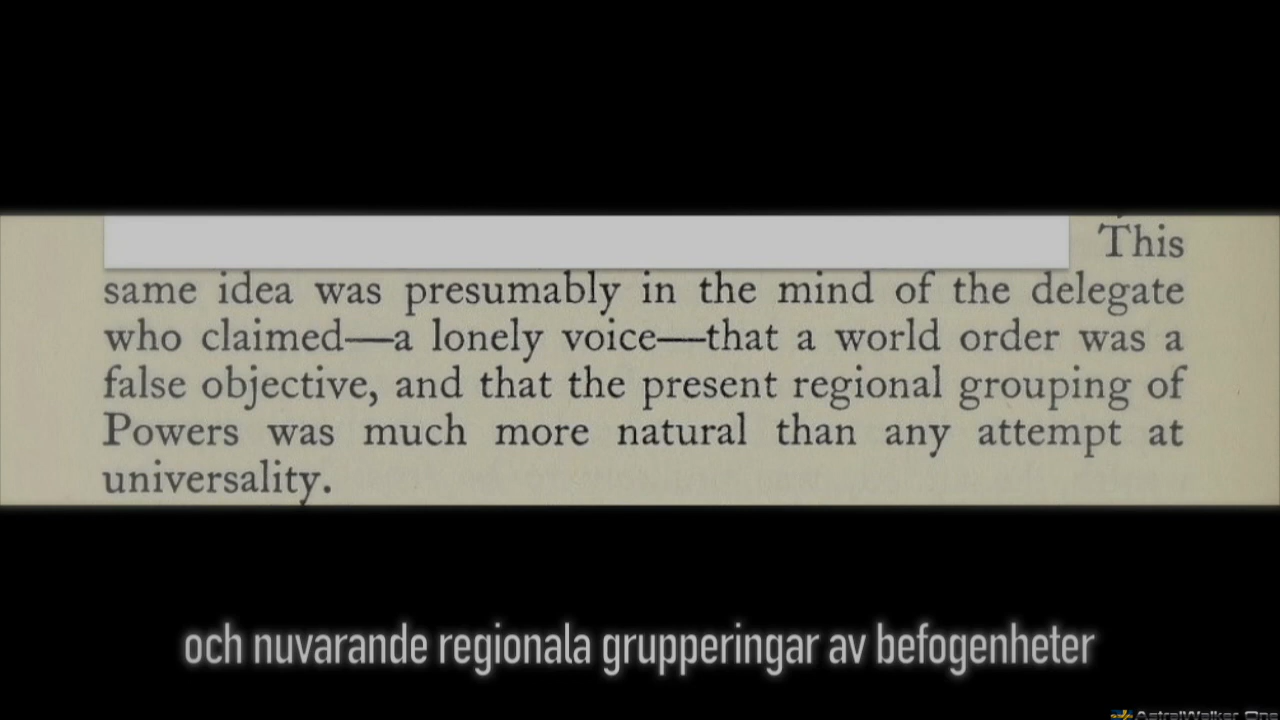 This
same idea was presumably in the mind of the delegate
who claimed—a lonely voice—that a world order was a
false objective, and that the present regional grouping of
Powers was much more natural than any attempt at
universality.
och nuvarande regionala grupperingar av befogenheter
AstralWalker